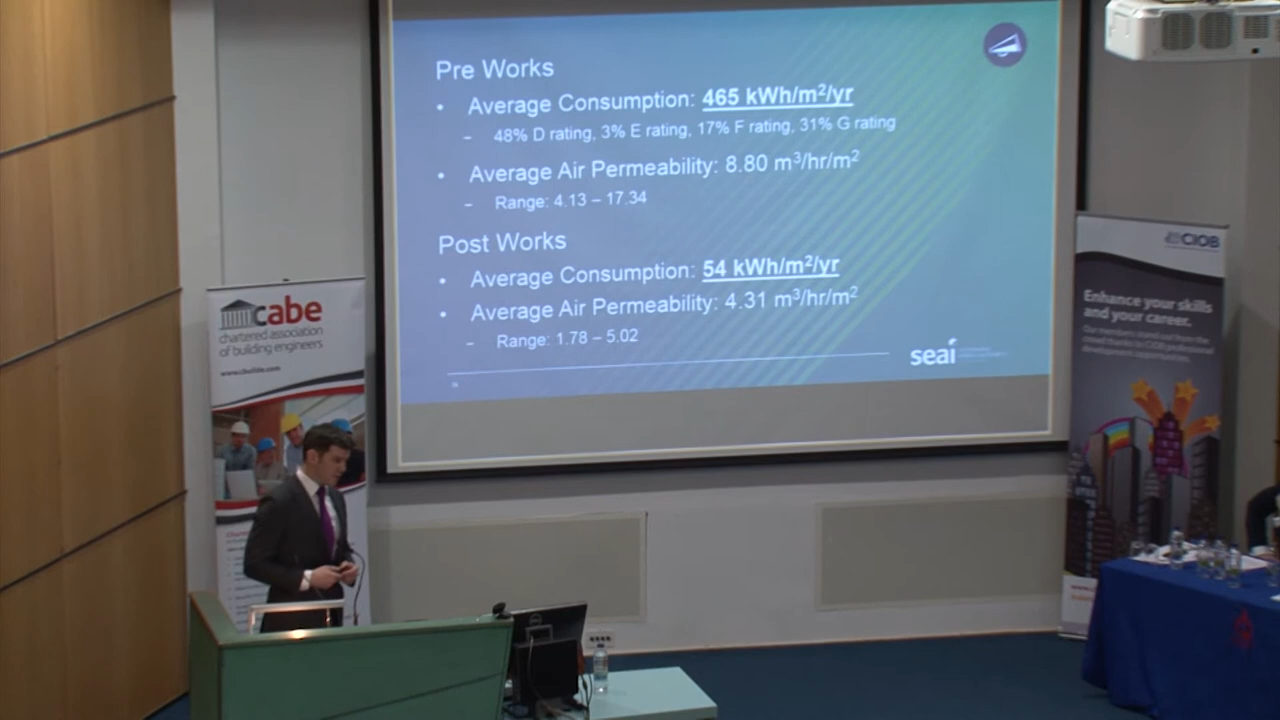 Pre Works
• Average Consumption: 465 kWh/m²/yr
– 48% D rating, 3% E rating, 17% F rating, 31% G rating
• Average Air Permeability: 8.80 m³/hr/m²
– Range: 4.13 – 17.34
Post Works
• Average Consumption: 54 kWh/m²/yr
• Average Air Permeability: 4.31 m³/hr/m²
– Range: 1.78 – 5.02
seai
cabe
chartered association
of building engineers
CIOB
Enhance your skills
and your career.